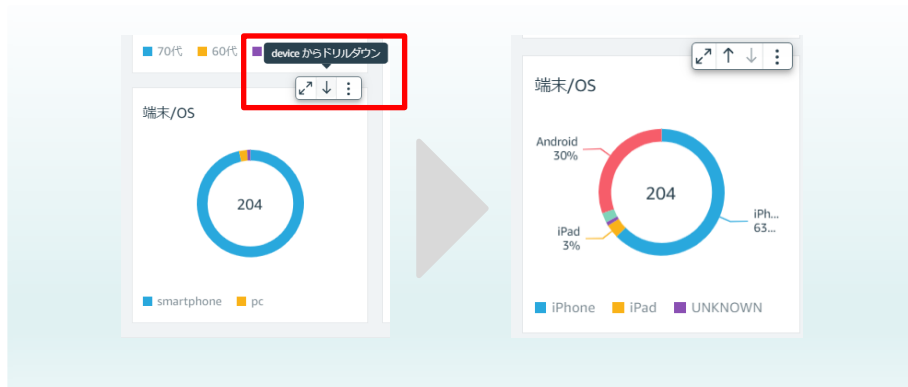 70代 60代
device からドリルダウン
端末/OS
204
smartphone pc
端末/OS
Android
30%
204
iPh...
63...
iPad
3%
iPhone iPad UNKNOWN